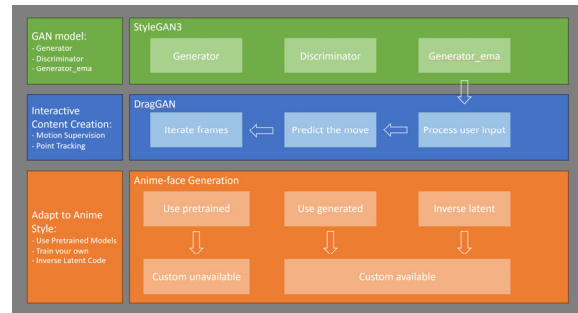 GAN model:
- Generator
- Discriminator
- Generator_ema
StyleGAN3
Generator
Discriminator
Generator_ema
Interactive
Content Creation:
- Motion Supervision
- Point Tracking
DragGAN
Iterate frames
Predict the move
Process user input
Adapt to Anime
Style:
- Use Pretrained Models
- Train your own
- Inverse Latent Code
Anime-face Generation
Use pretrained
Use generated
Inverse latent
Custom unavailable
Custom available